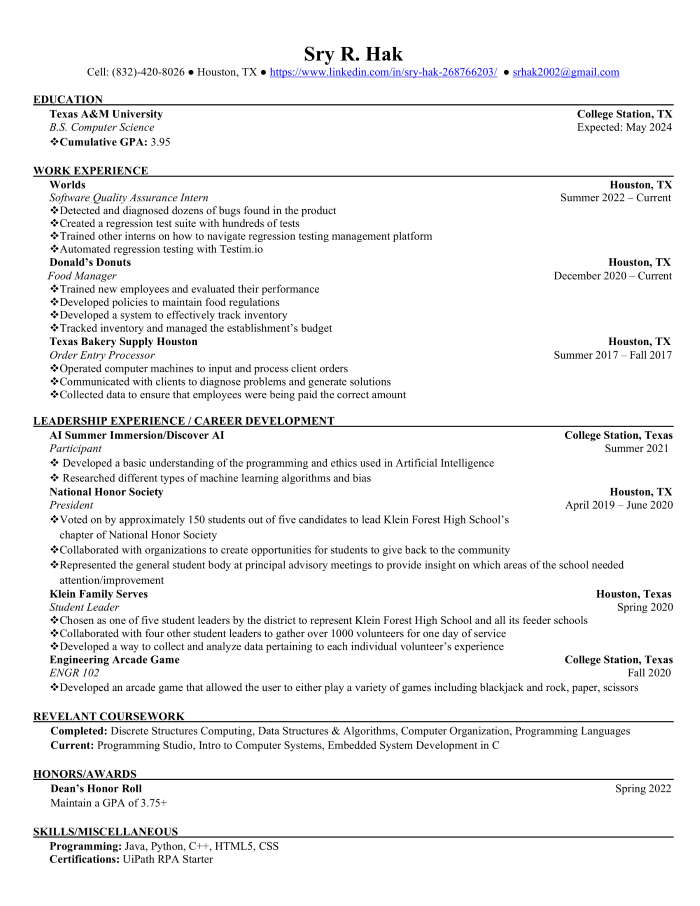 Sry R. Hak
Cell: (832)-420-8026 ● Houston, TX ● https://www.linkedin.com/in/sry-hak-268766203/ ● srhak2002@gmail.com
EDUCATION
Texas A&M University College Station, TX
B.S. Computer Science Expected: May 2024
❖Cumulative GPA: 3.95
WORK EXPERIENCE
Worlds Houston, TX
Software Quality Assurance Intern Summer 2022 – Current
❖Detected and diagnosed dozens of bugs found in the product
❖Created a regression test suite with hundreds of tests
❖Trained other interns on how to navigate regression testing management platform
❖Automated regression testing with Testim.io
Donald’s Donuts Houston, TX
Food Manager December 2020 – Current
❖Trained new employees and evaluated their performance
❖Developed policies to maintain food regulations
❖Developed a system to effectively track inventory
❖Tracked inventory and managed the establishment’s budget
Texas Bakery Supply Houston Houston, TX
Order Entry Processor Summer 2017 – Fall 2017
❖Operated computer machines to input and process client orders
❖Communicated with clients to diagnose problems and generate solutions
❖Collected data to ensure that employees were being paid the correct amount
LEADERSHIP EXPERIENCE / CAREER DEVELOPMENT
AI Summer Immersion/Discover AI College Station, Texas
Participant Summer 2021
❖ Developed a basic understanding of the programming and ethics used in Artificial Intelligence
❖ Researched different types of machine learning algorithms and bias
National Honor Society Houston, TX
President April 2019 – June 2020
❖Voted on by approximately 150 students out of five candidates to lead Klein Forest High School’s
chapter of National Honor Society
❖Collaborated with organizations to create opportunities for students to give back to the community
❖Represented the general student body at principal advisory meetings to provide insight on which areas of the school needed
attention/improvement
Klein Family Serves Houston, Texas
Student Leader Spring 2020
❖Chosen as one of five student leaders by the district to represent Klein Forest High School and all its feeder schools
❖Collaborated with four other student leaders to gather over 1000 volunteers for one day of service
❖Developed a way to collect and analyze data pertaining to each individual volunteer’s experience
Engineering Arcade Game College Station, Texas
ENGR 102 Fall 2020
❖Developed an arcade game that allowed the user to either play a variety of games including blackjack and rock, paper, scissors
REVELANT COURSEWORK
Completed: Discrete Structures Computing, Data Structures & Algorithms, Computer Organization, Programming Languages
Current: Programming Studio, Intro to Computer Systems, Embedded System Development in C
HONORS/AWARDS
Dean’s Honor Roll Spring 2022
Maintain a GPA of 3.75+
SKILLS/MISCELLANEOUS
Programming: Java, Python, C++, HTML5, CSS
Certifications: UiPath RPA Starter